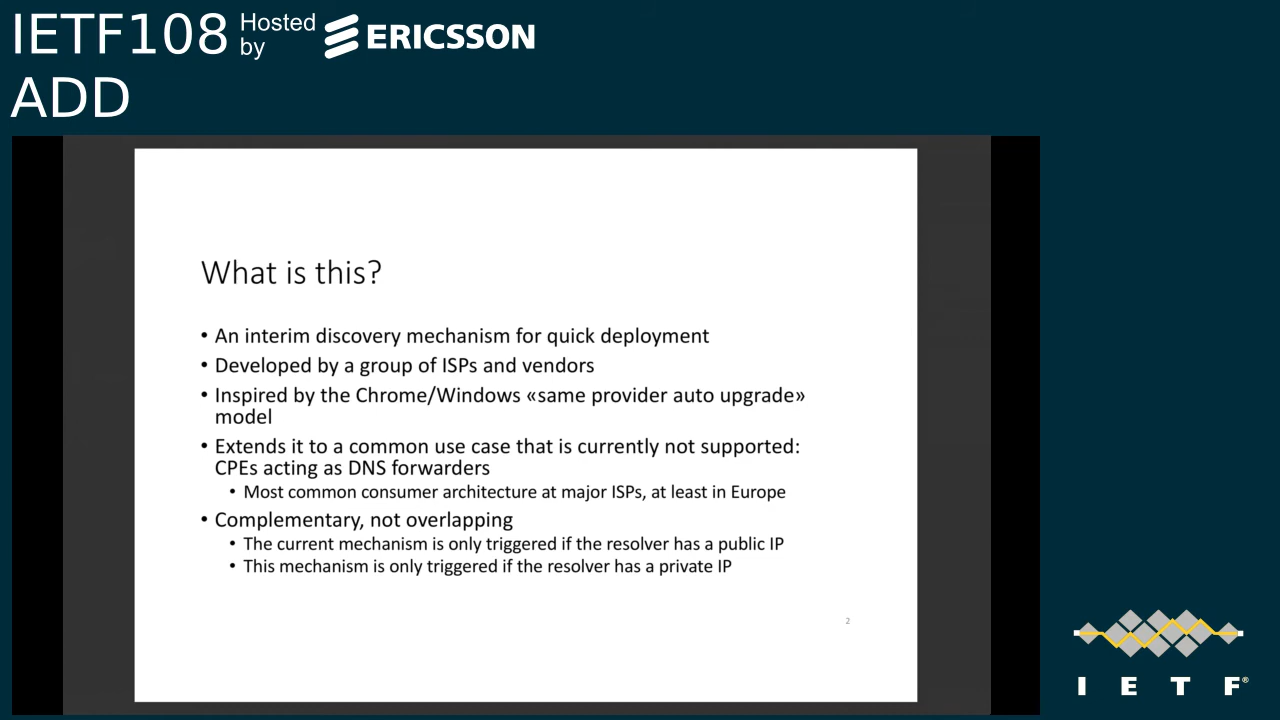 IETF108 Hosted by ERICSSON
ADD
What is this?
• An interim discovery mechanism for quick deployment
• Developed by a group of ISPs and vendors
• Inspired by the Chrome/Windows «same provider auto upgrade»
model
• Extends it to a common use case that is currently not supported:
CPEs acting as DNS forwarders
• Most common consumer architecture at major ISPs, at least in Europe
• Complementary, not overlapping
• The current mechanism is only triggered if the resolver has a public IP
• This mechanism is only triggered if the resolver has a private IP
2
I E T F®